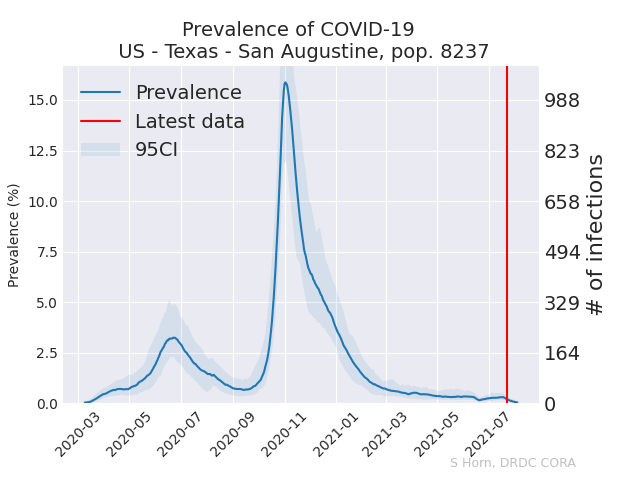 Prevalence of COVID-19
US - Texas - San Augustine, pop. 8237
Prevalence
Latest data
95CI
Prevalence (%)
15.0
12.5
10.0
7.5
5.0
2.5
0.0
988
823
658
494
329
164
0
# of infections
2020-03
2020-05
2020-07
2020-09
2020-11
2021-01
2021-03
2021-05
2021-07
S Horn, DRDC CORA